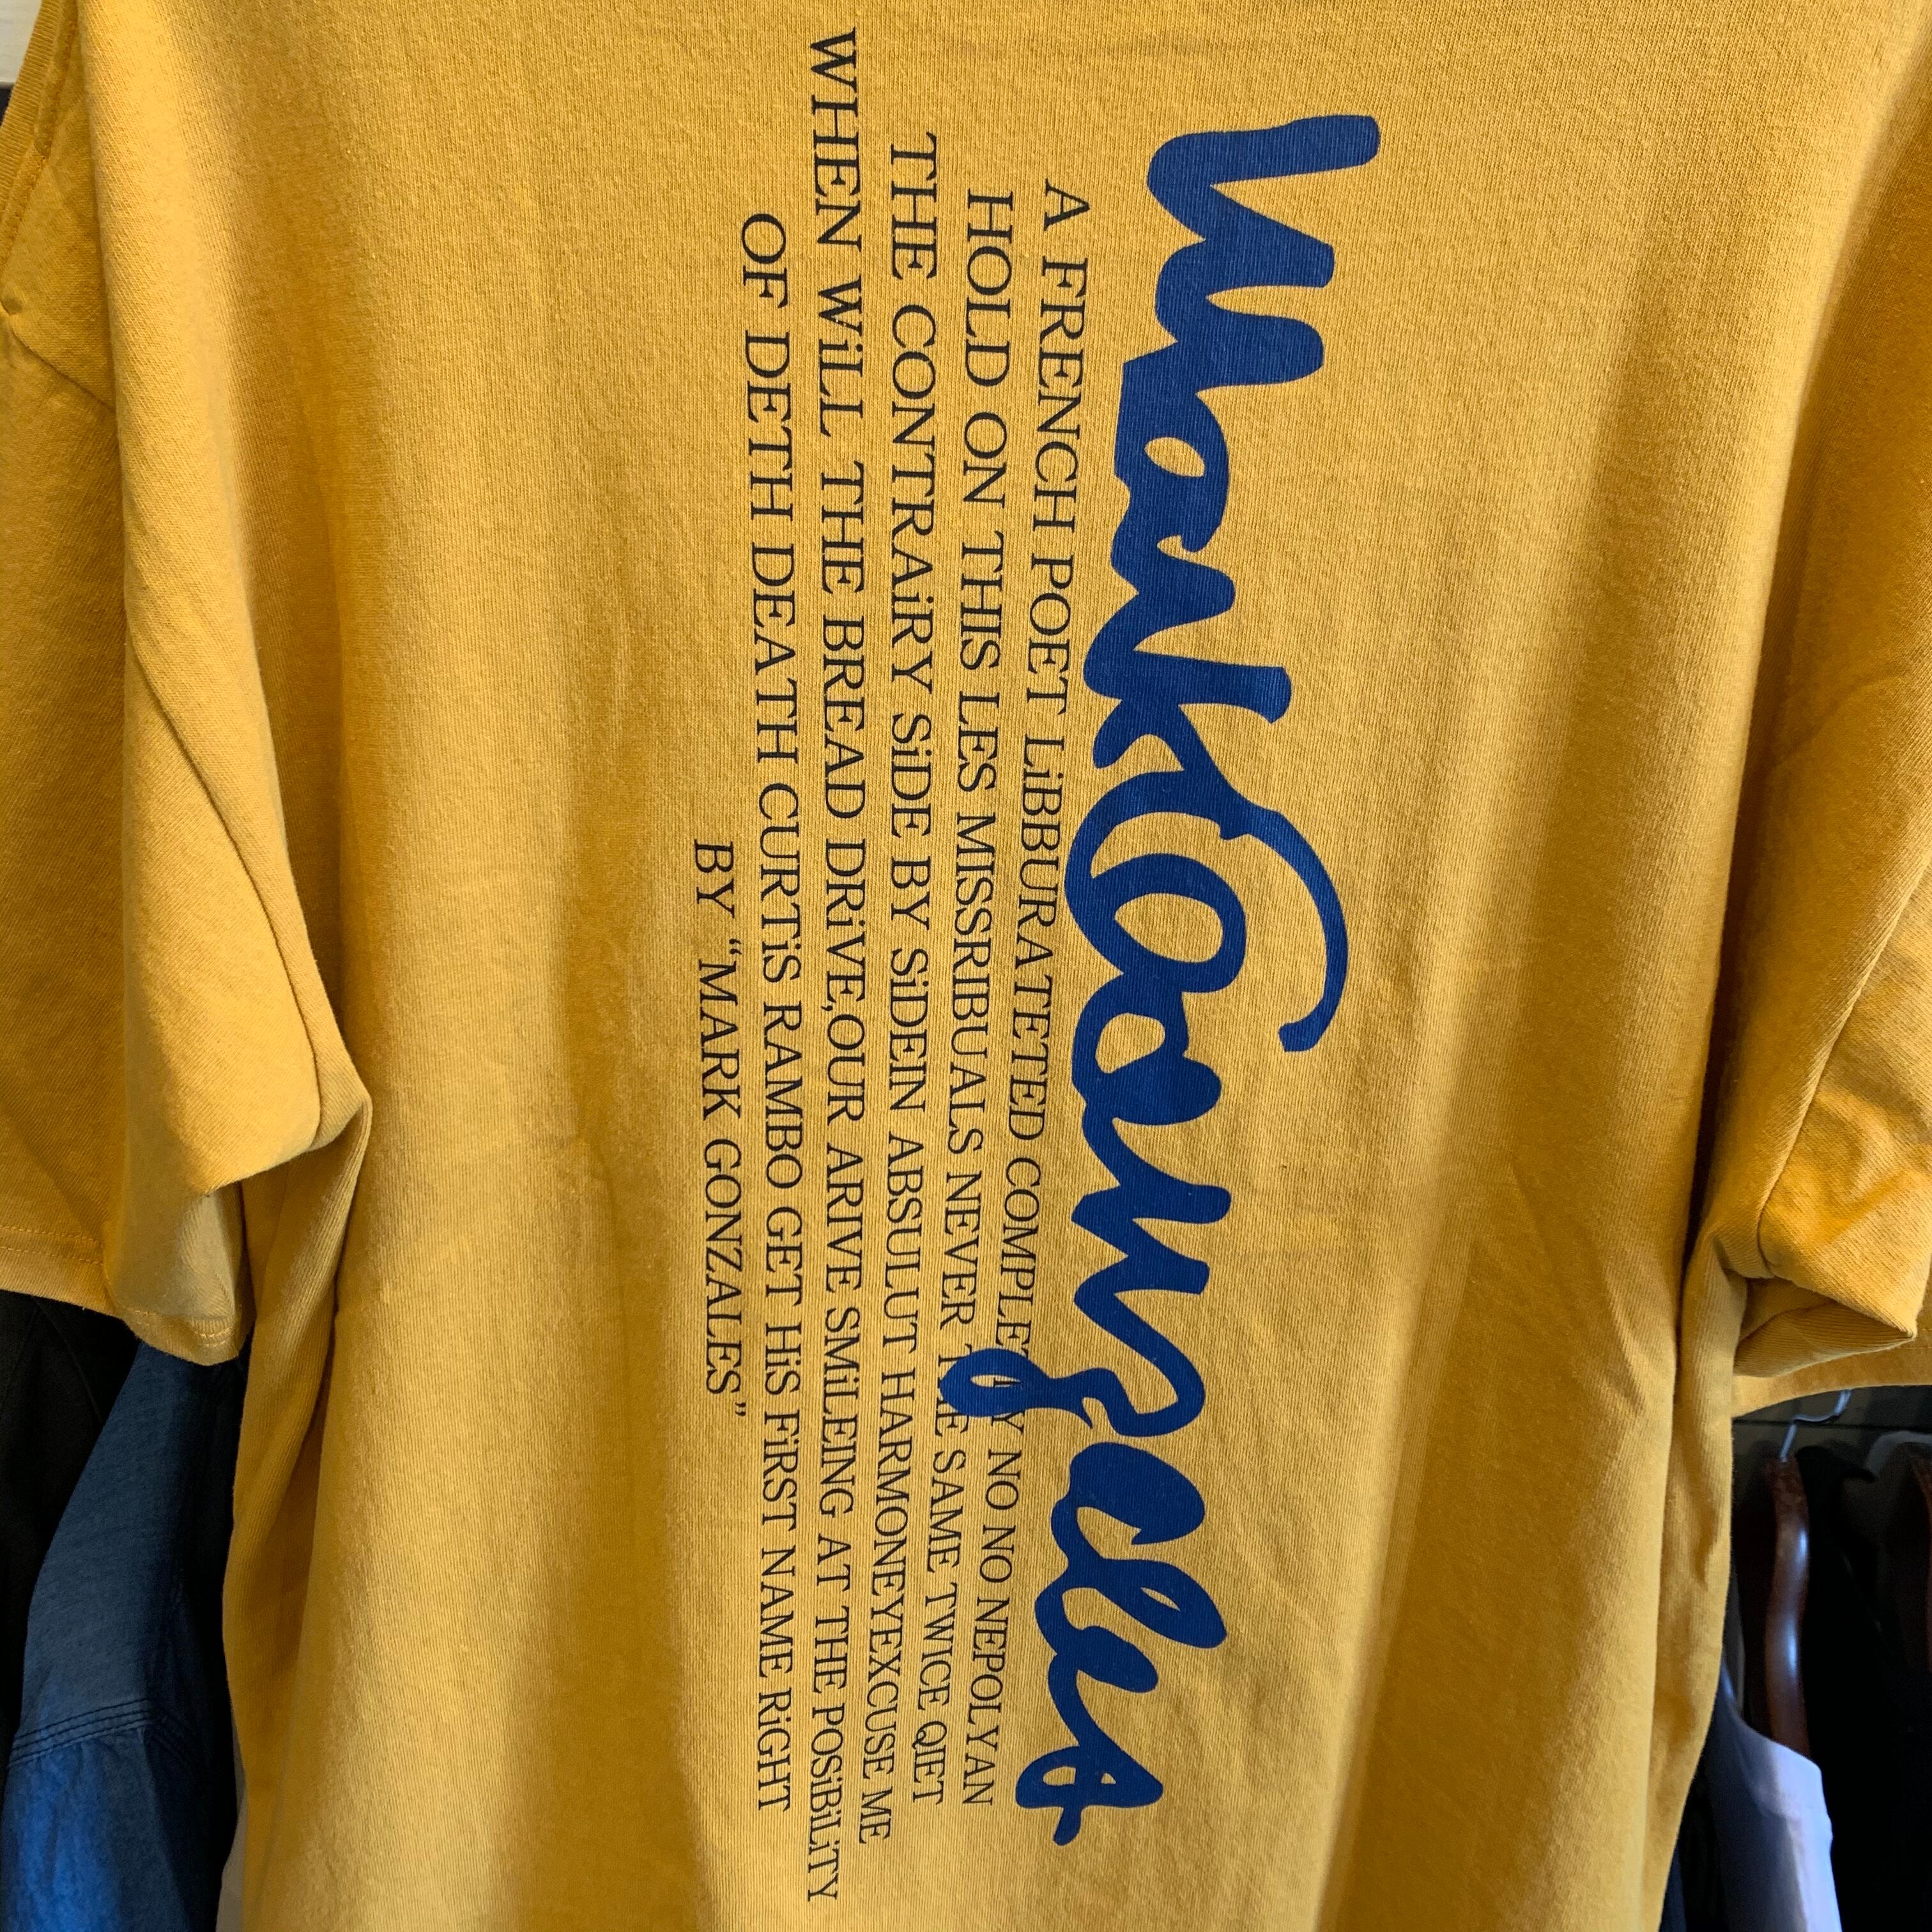 Mark Gonzales
A FRENCH POET LiBBURATETED COMPLETLY NO NO NEPOLYAN
HOLD ON THIS LES MISSRIBUALS NEVER THE SAME TWICE QIET
THE CONTRAiRY SiDE BY SiDEIN ABSULUT HARMONEYEXCUSE ME
WHEN WiLL THE BREAD DRiVE,OUR ARIVE SMiLEING AT THE POSiBiLiTY
OF DETH DEATH CURTiS RAMBO GET HiS FiRST NAME RiGHT
BY “MARK GONZALES”